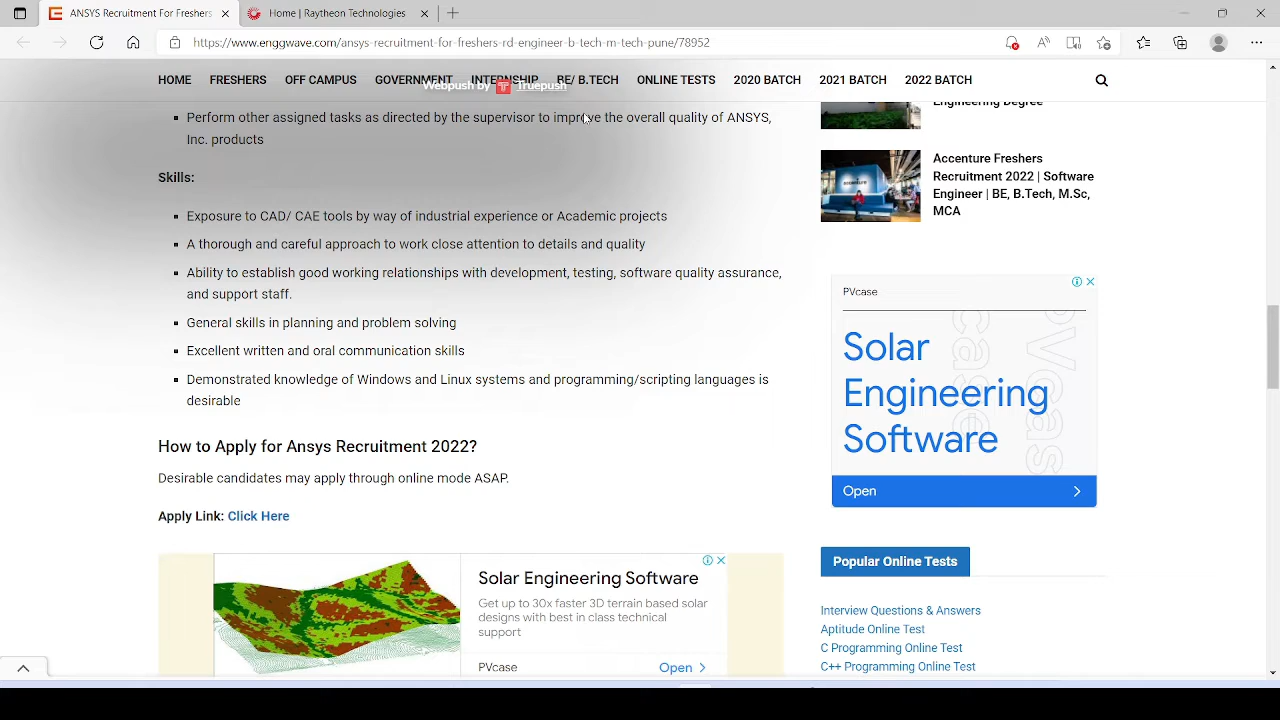 ANSYS Recruitment For Freshers
Home | Raytheon Technologies
https://www.enggwave.com/ansys-recruitment-for-freshers-rd-engineer-b-tech-m-tech-pune/78952
HOME FRESHERS OFF CAMPUS GOVERNMENT INTERNSHIP BE/ B.TECH ONLINE TESTS 2020 BATCH 2021 BATCH 2022 BATCH
Webpush by Truepush
Perform other assigned tasks as directed by the supervisor to improve the overall quality of ANSYS,
Inc. products
Skills:
Exposure to CAD/ CAE tools by way of industrial experience or Academic projects
A thorough and careful approach to work close attention to details and quality
Ability to establish good working relationships with development, testing, software quality assurance,
and support staff.
General skills in planning and problem solving
Excellent written and oral communication skills
Demonstrated knowledge of Windows and Linux systems and programming/scripting languages is
desirable
How to Apply for Ansys Recruitment 2022?
Desirable candidates may apply through online mode ASAP.
Apply Link: Click Here
Solar Engineering Software
Get up to 30x faster 3D terrain based solar
designs with best in class technical
support
PVcase
Open
Engineering Degree
Accenture Freshers
Recruitment 2022 | Software
Engineer | BE, B.Tech, M.Sc,
MCA
PVcase
Solar
Engineering
Software
Open
Popular Online Tests
Interview Questions & Answers
Aptitude Online Test
C Programming Online Test
C++ Programming Online Test